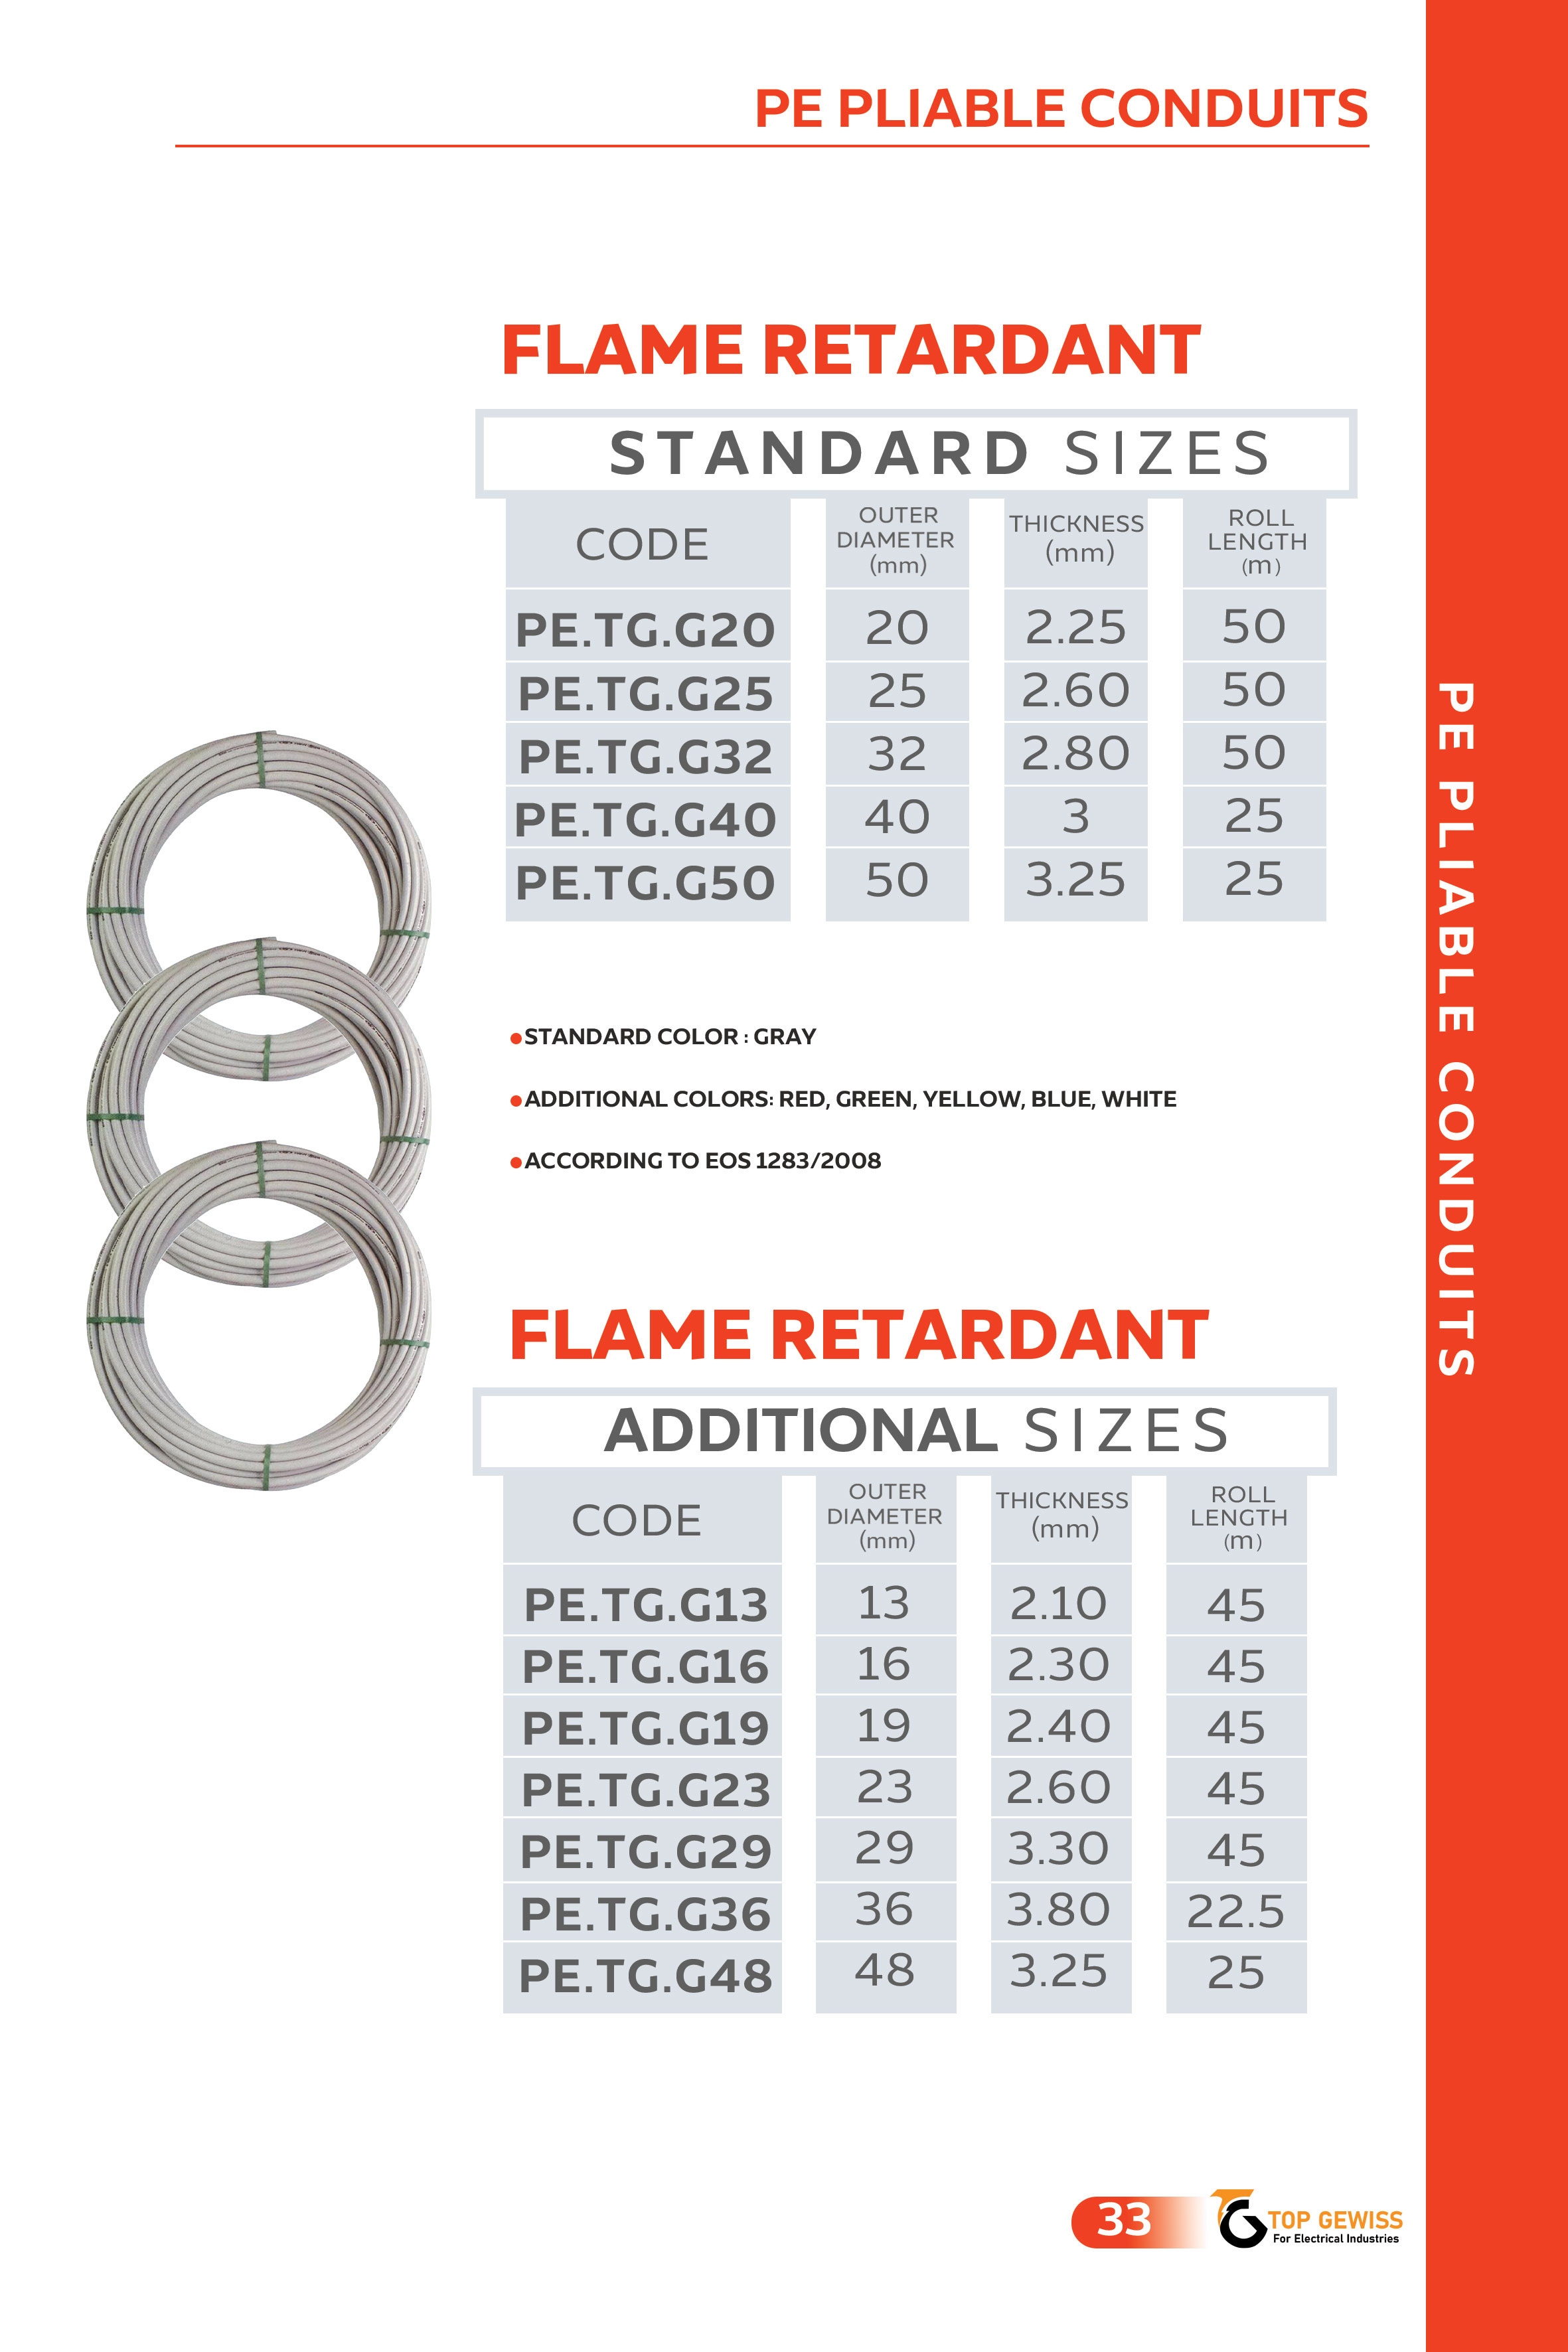 PE PLIABLE CONDUITS
FLAME RETARDANT
STANDARD SIZES
CODE OUTER DIAMETER (mm) THICKNESS (mm) ROLL LENGTH (m)
PE.TG.G20 20 2.25 50
PE.TG.G25 25 2.60 50
PE.TG.G32 32 2.80 50
PE.TG.G40 40 3 25
PE.TG.G50 50 3.25 25
•STANDARD COLOR : GRAY
•ADDITIONAL COLORS: RED, GREEN, YELLOW, BLUE, WHITE
•ACCORDING TO EOS 1283/2008
FLAME RETARDANT
ADDITIONAL SIZES
CODE OUTER DIAMETER (mm) THICKNESS (mm) ROLL LENGTH (m)
PE.TG.G13 13 2.10 45
PE.TG.G16 16 2.30 45
PE.TG.G19 19 2.40 45
PE.TG.G23 23 2.60 45
PE.TG.G29 29 3.30 45
PE.TG.G36 36 3.80 22.5
PE.TG.G48 48 3.25 25
PE PLIABLE CONDUITS
33
TOP GEWISS
For Electrical Industries